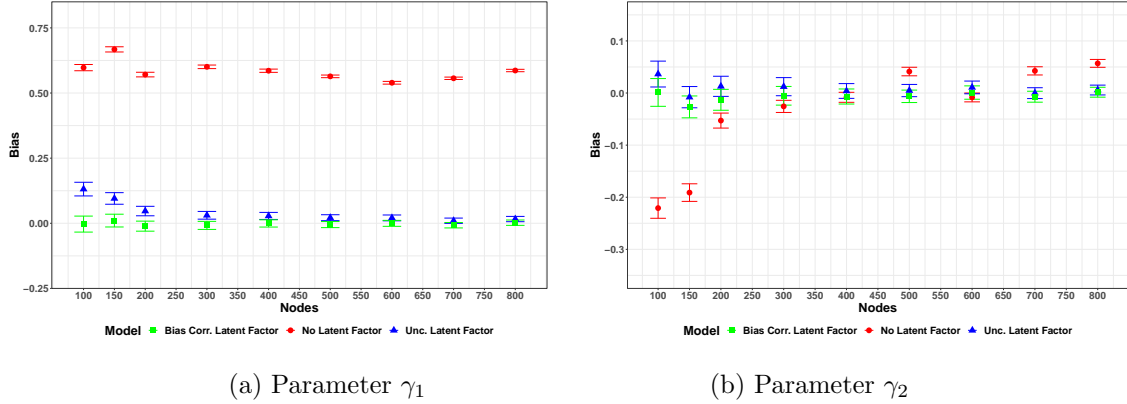 0.75
0.50
0.25
0.00
−0.25
Bias
100 150 200 250 300 350 400 450 500 550 600 650 700 750 800
Nodes
Model Bias Corr. Latent Factor No Latent Factor Unc. Latent Factor
(a) Parameter γ₁
0.1
0.0
−0.1
−0.2
−0.3
Bias
100 150 200 250 300 350 400 450 500 550 600 650 700 750 800
Nodes
Model Bias Corr. Latent Factor No Latent Factor Unc. Latent Factor
(b) Parameter γ₂